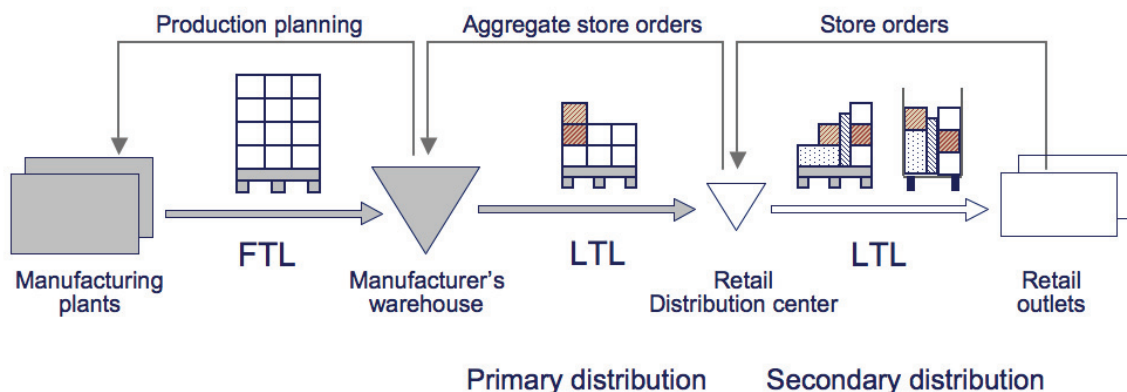 Production planning
Aggregate store orders
Store orders
FTL
LTL
LTL
Manufacturing
plants
Manufacturer's
warehouse
Retail
Distribution center
Retail
outlets
Primary distribution
Secondary distribution